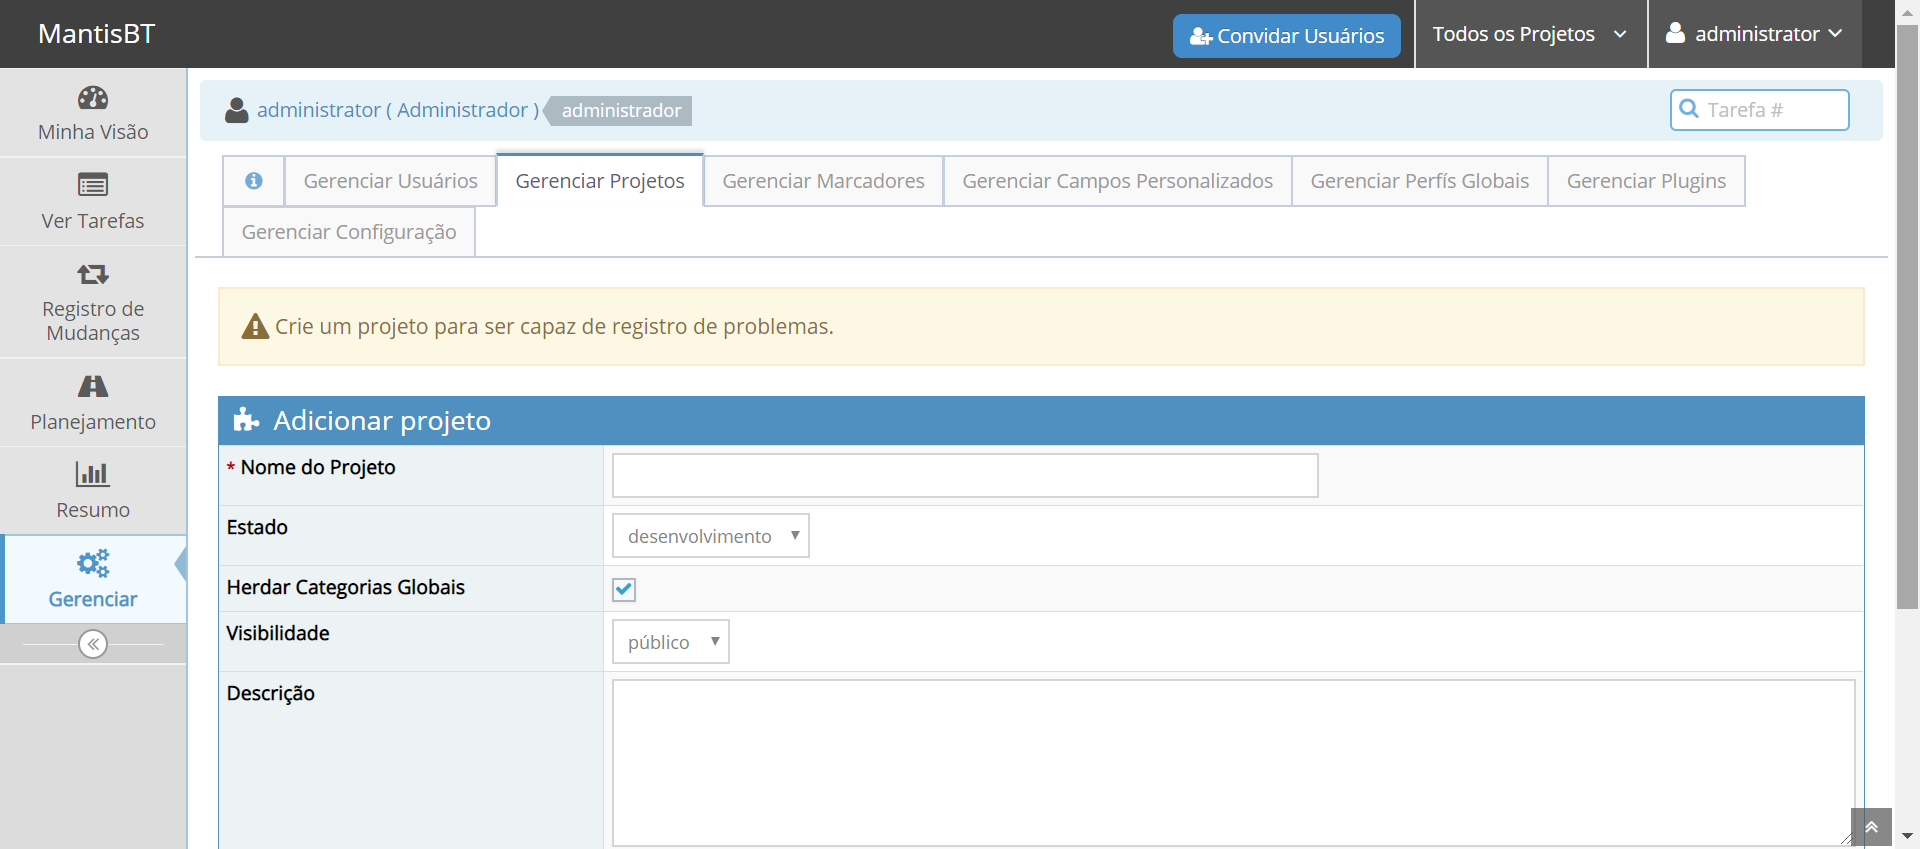 MantisBT
Convidar Usuários
Todos os Projetos
administrator
Minha Visão
Ver Tarefas
Registro de
Mudanças
Planejamento
Resumo
Gerenciar
administrator ( Administrador )
administrador
Tarefa #
Gerenciar Usuários
Gerenciar Projetos
Gerenciar Marcadores
Gerenciar Campos Personalizados
Gerenciar Perfís Globais
Gerenciar Plugins
Gerenciar Configuração
Crie um projeto para ser capaz de registro de problemas.
Adicionar projeto
* Nome do Projeto
Estado
desenvolvimento
Herdar Categorias Globais
Visibilidade
público
Descrição